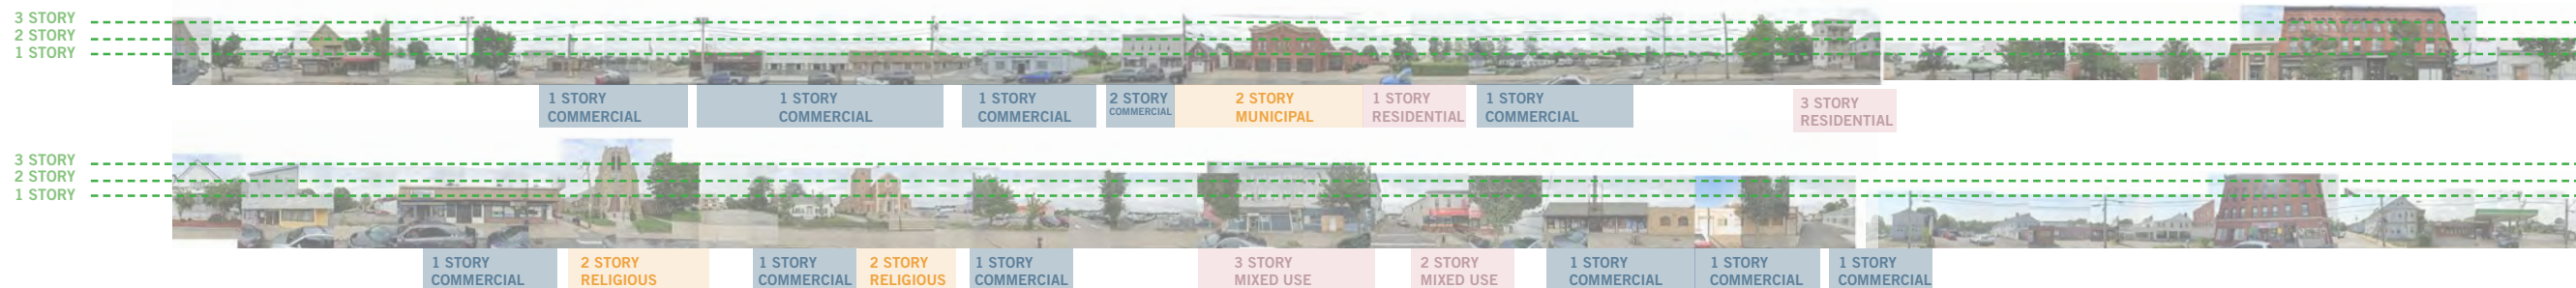 3 STORY
2 STORY
1 STORY
1 STORY
COMMERCIAL
1 STORY
COMMERCIAL
1 STORY
COMMERCIAL
2 STORY
COMMERCIAL
2 STORY
MUNICIPAL
1 STORY
RESIDENTIAL
1 STORY
COMMERCIAL
3 STORY
RESIDENTIAL
3 STORY
2 STORY
1 STORY
1 STORY
COMMERCIAL
2 STORY
RELIGIOUS
1 STORY
COMMERCIAL
2 STORY
RELIGIOUS
1 STORY
COMMERCIAL
3 STORY
MIXED USE
2 STORY
MIXED USE
1 STORY
COMMERCIAL
1 STORY
COMMERCIAL
1 STORY
COMMERCIAL